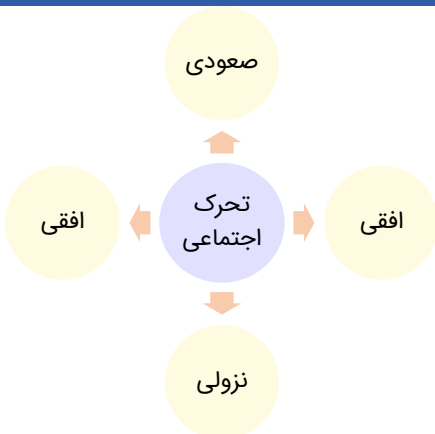 صعودی
افقی
تحرک
اجتماعی
افقی
نزولی